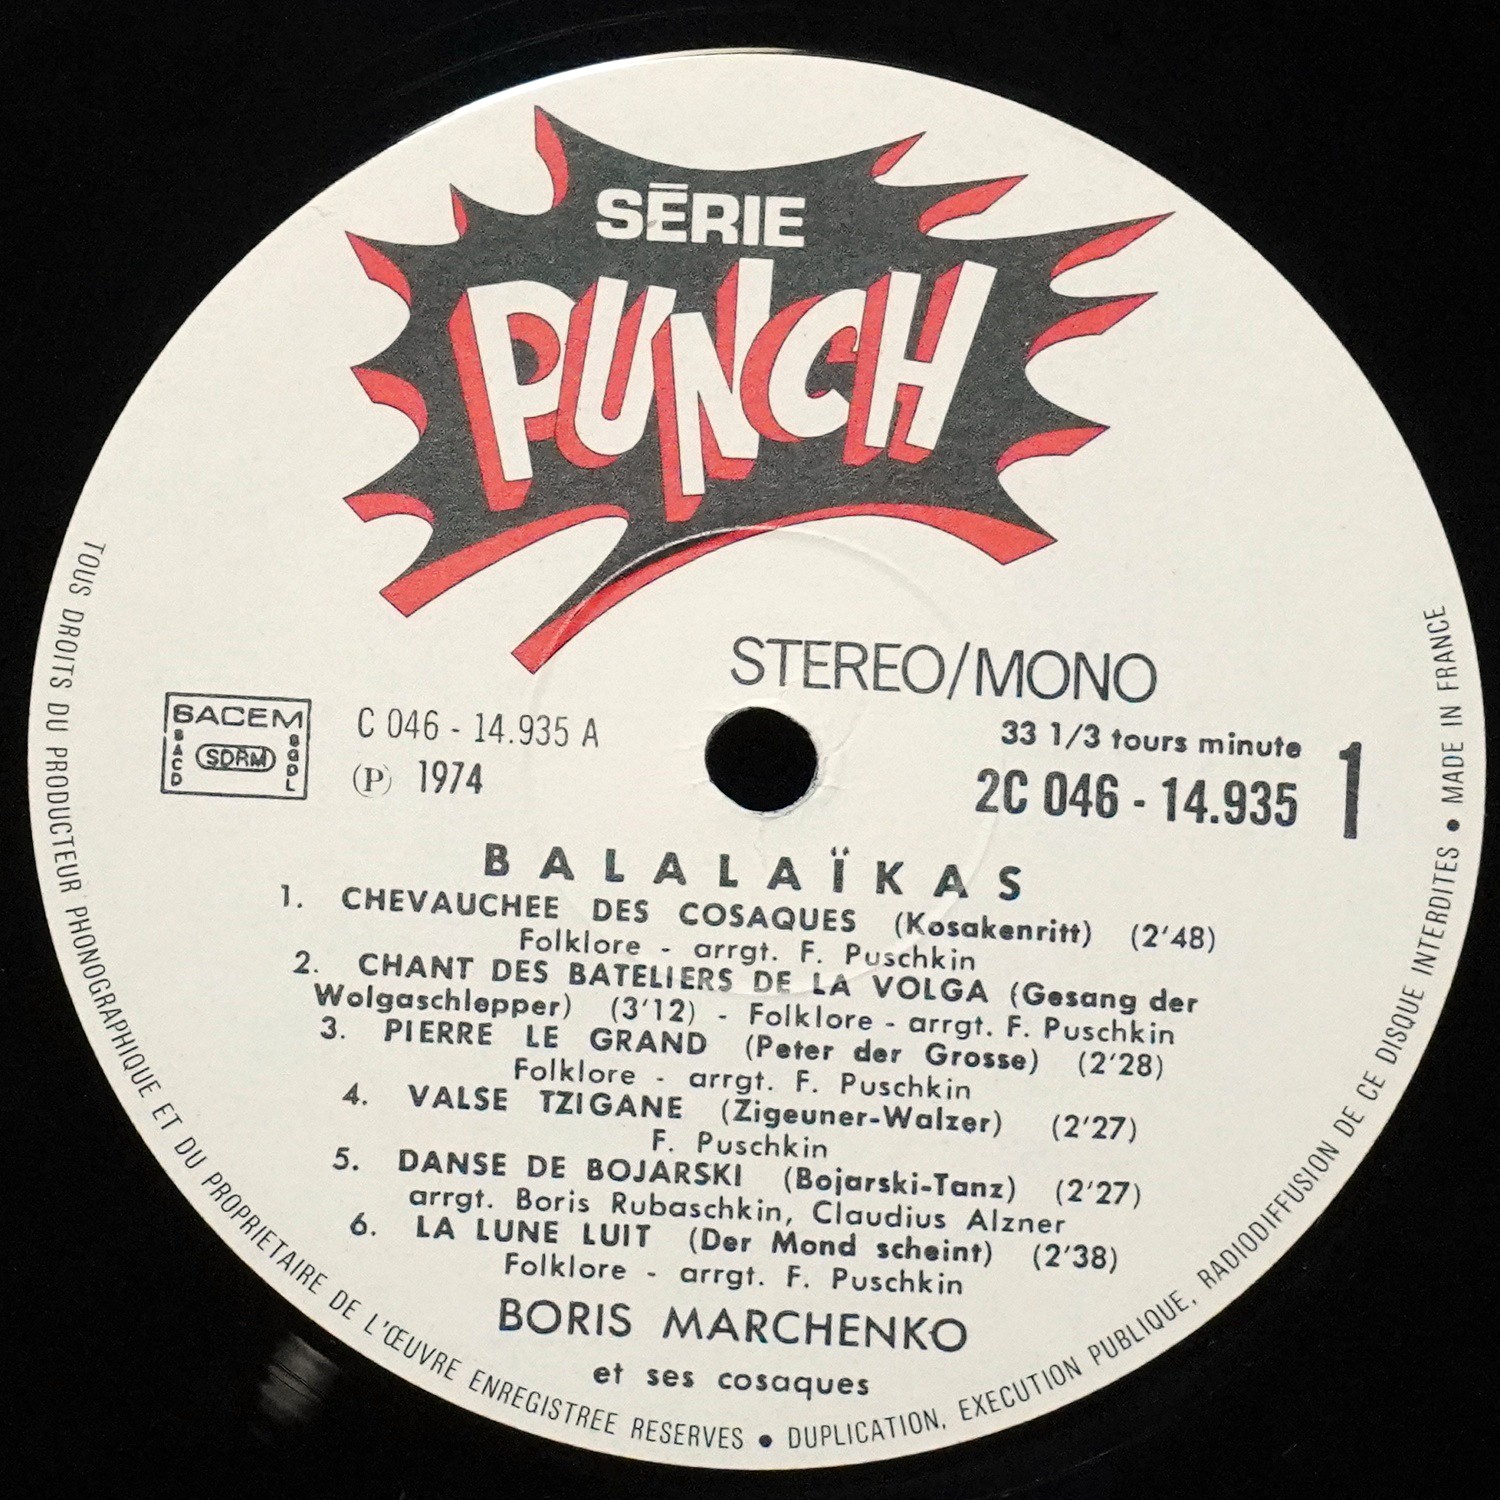 SÉRIE
PUNCH
STEREO/MONO
SACEM
SACD
SDRM
SGDL
C 046 - 14.935 A
(P) 1974
33 1/3 tours minute
2C 046 - 14.935
1
BALALAÏKAS
1. CHEVAUCHEE DES COSAQUES (Kosakenritt) (2'48)
Folklore - arrgt. F. Puschkin
2. CHANT DES BATELIERS DE LA VOLGA (Gesang der
Wolgaschlepper) (3'12) - Folklore - arrgt. F. Puschkin
3. PIERRE LE GRAND (Peter der Grosse) (2'28)
Folklore - arrgt. F. Puschkin
4. VALSE TZIGANE (Zigeuner-Walzer) (2'27)
F. Puschkin
5. DANSE DE BOJARSKI (Bojarski-Tanz) (2'27)
arrgt. Boris Rubaschkin, Claudius Alzner
6. LA LUNE LUIT (Der Mond scheint) (2'38)
Folklore - arrgt. F. Puschkin
BORIS MARCHENKO
et ses cosaques
TOUS DROITS DU PRODUCTEUR PHONOGRAPHIQUE ET DU PROPRIETAIRE DE L'ŒUVRE ENREGISTREE RESERVES • DUPLICATION, EXECUTION PUBLIQUE, RADIODIFFUSION DE CE DISQUE INTERDITES • MADE IN FRANCE